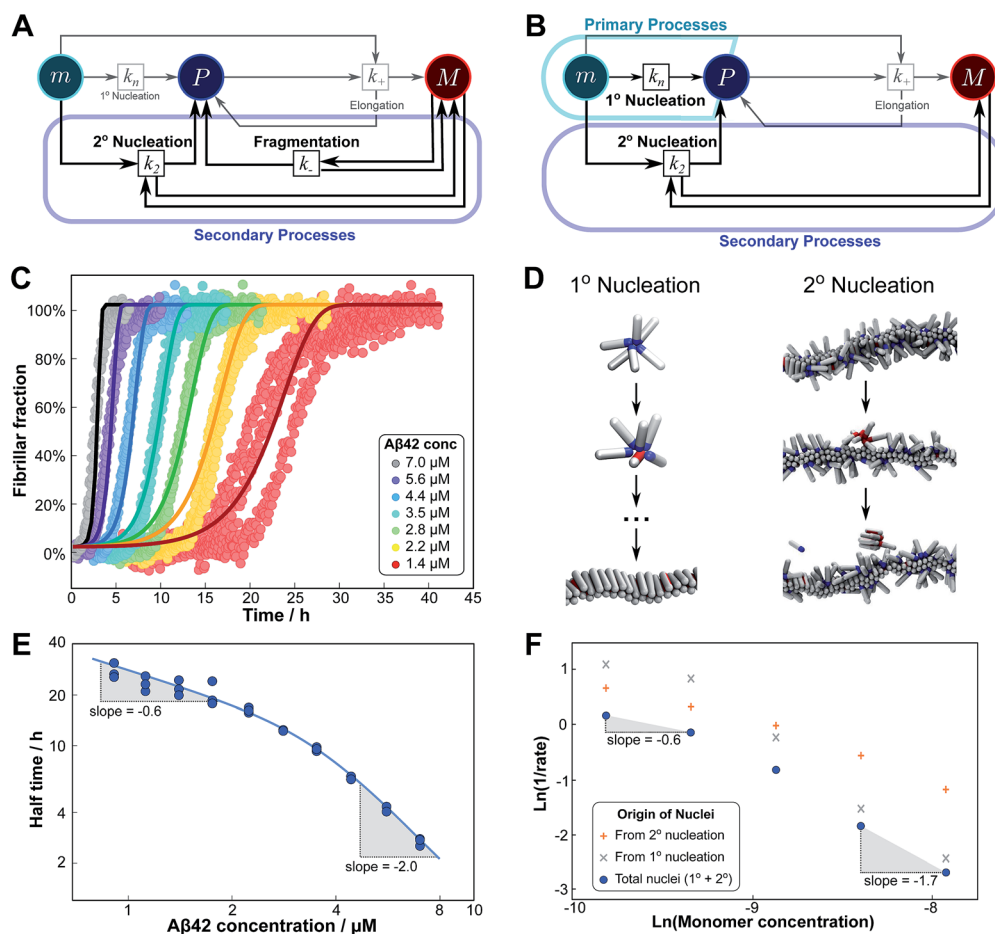 A
m
k_n
1° Nucleation
P
k_+
Elongation
M
2° Nucleation
k_2
Fragmentation
k_-
Secondary Processes
B
Primary Processes
m
k_n
1° Nucleation
P
k_+
Elongation
M
2° Nucleation
k_2
Secondary Processes
C
Fibrillar fraction
100%
80%
60%
40%
20%
0%
0 5 10 15 20 25 30 35 40 45
Time / h
Aβ42 conc
7.0 µM
5.6 µM
4.4 µM
3.5 µM
2.8 µM
2.2 µM
1.4 µM
D
1° Nucleation
2° Nucleation
...
E
Half time / h
40
20
10
4
2
slope = -0.6
slope = -2.0
1 2 4 8 10
Aβ42 concentration / µM
F
Ln(1/rate)
1
0
-1
-2
-3
slope = -0.6
slope = -1.7
Origin of Nuclei
From 2° nucleation
From 1° nucleation
Total nuclei (1° + 2°)
-10 -9 -8
Ln(Monomer concentration)